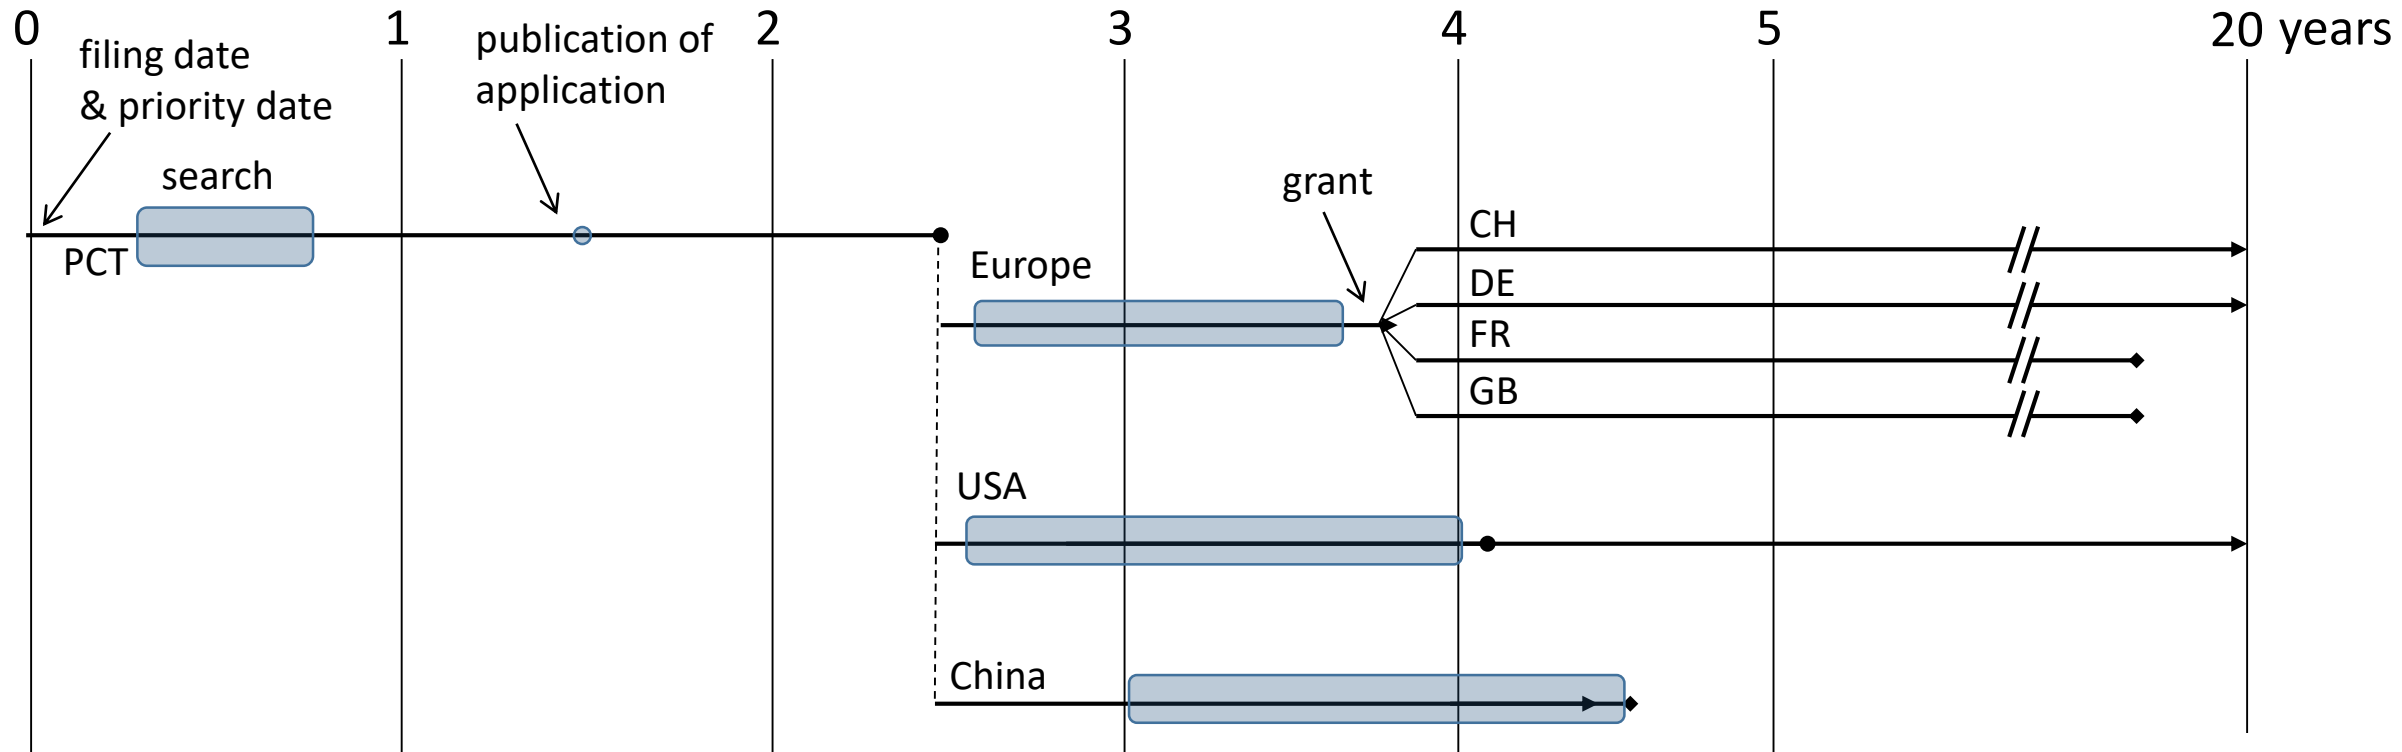 0
1
2
3
4
5
20 years
filing date
& priority date
publication of
application
search
PCT
grant
Europe
CH
DE
FR
GB
USA
China